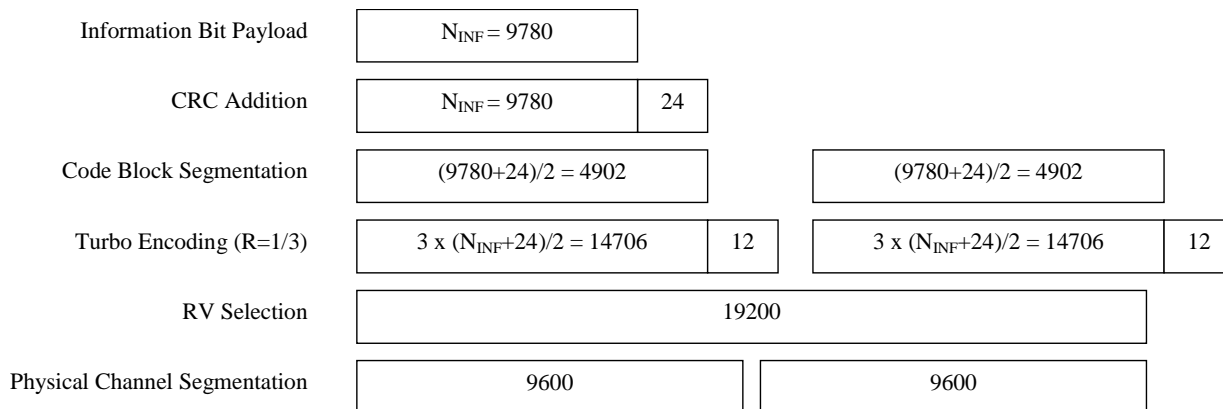 Information Bit Payload N_INF = 9780
CRC Addition N_INF = 9780 24
Code Block Segmentation (9780+24)/2 = 4902 (9780+24)/2 = 4902
Turbo Encoding (R=1/3) 3 x (N_INF+24)/2 = 14706 12 3 x (N_INF+24)/2 = 14706 12
RV Selection 19200
Physical Channel Segmentation 9600 9600